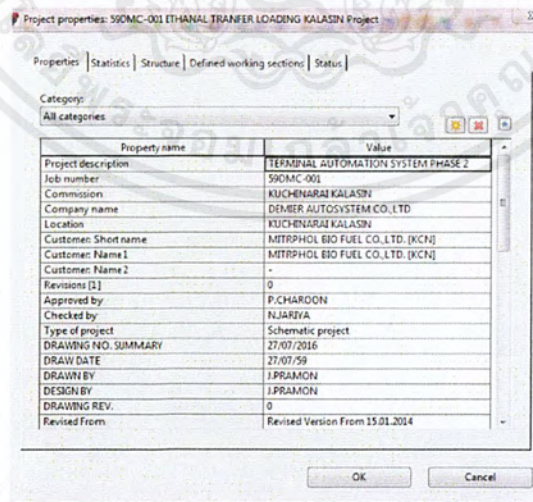 Project properties: 59DMC-001 ETHANAL TRANFER LOADING KALASIN Project
Properties Statistics Structure Defined working sections Status
Category:
All categories
Property name Value
Project description TERMINAL AUTOMATION SYSTEM PHASE 2
Job number 59DMC-001
Commission KUCHENARAI KALASIN
Company name DEMIER AUTOSYSTEM CO.,LTD
Location KUCHENARAI KALASIN
Customer: Short name MITRPHOL BIO FUEL CO.,LTD. [KCN]
Customer: Name1 MITRPHOL BIO FUEL CO.,LTD. [KCN]
Customer: Name2 -
Revisions [1] 0
Approved by P.CHAROON
Checked by N.JARIYA
Type of project Schematic project
DRAWING NO. SUMMARY 27/07/2016
DRAW DATE 27/07/59
DRAWN BY J.PRAMON
DESIGN BY J.PRAMON
DRAWING REV. 0
Revised From Revised Version From 15.01.2014
OK Cancel